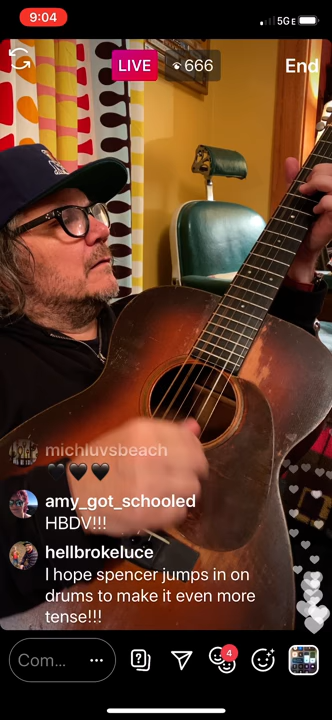 9:04
5GE
LIVE
666
End
michluvsbeach
🖤🖤🖤
amy_got_schooled
HBDV!!!
hellbrokeluce
I hope spencer jumps in on
drums to make it even more
tense!!!
Com... •••
4